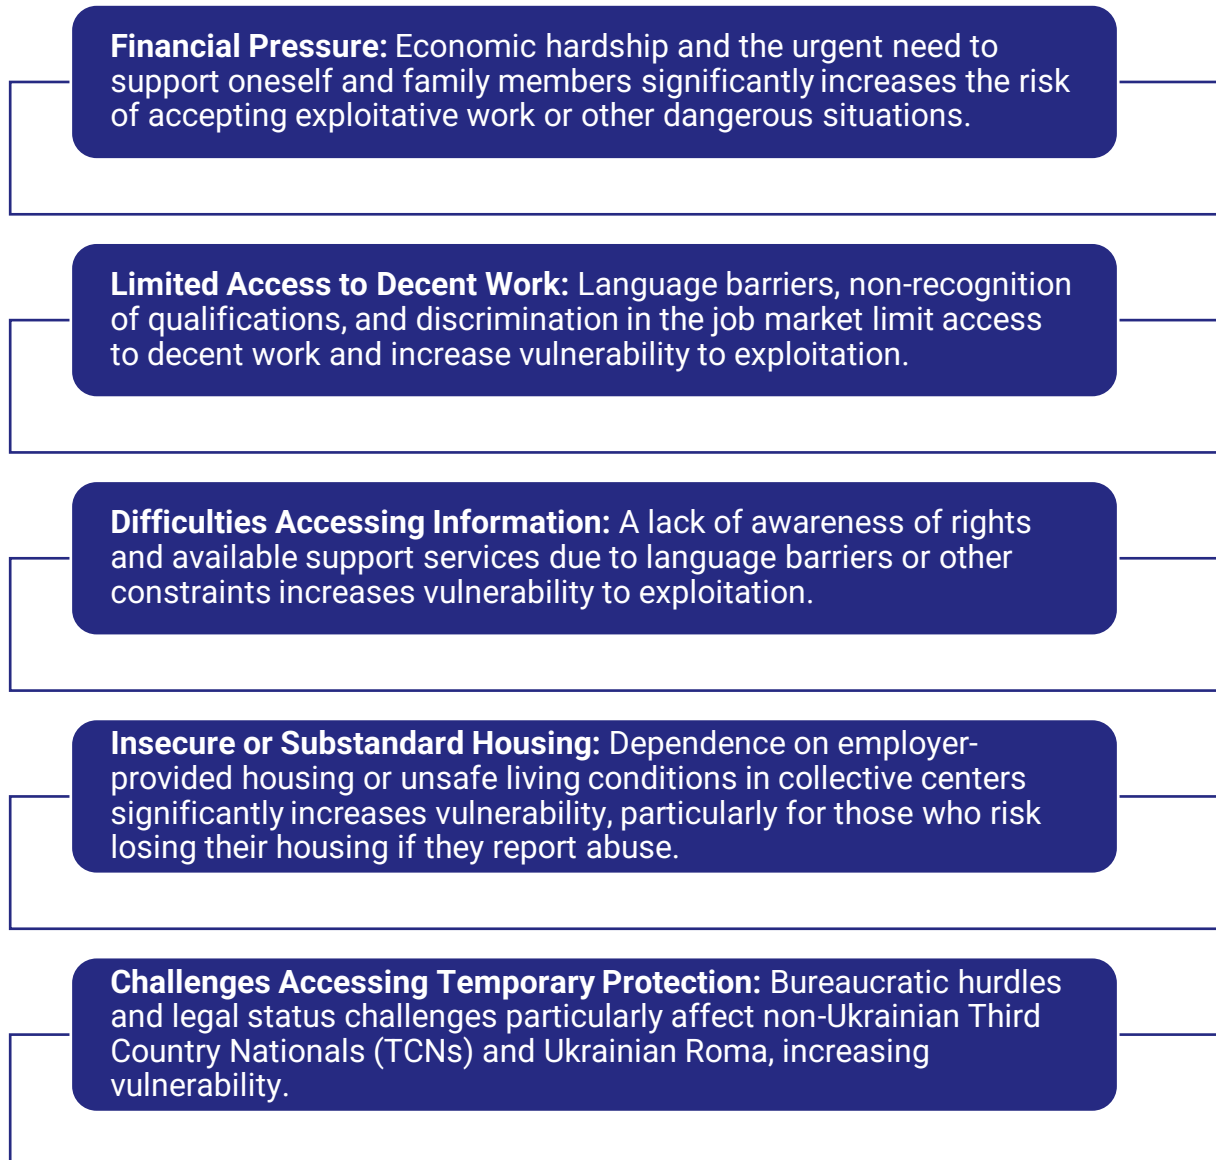 Financial Pressure: Economic hardship and the urgent need to
support oneself and family members significantly increases the risk
of accepting exploitative work or other dangerous situations.
Limited Access to Decent Work: Language barriers, non-recognition
of qualifications, and discrimination in the job market limit access
to decent work and increase vulnerability to exploitation.
Difficulties Accessing Information: A lack of awareness of rights
and available support services due to language barriers or other
constraints increases vulnerability to exploitation.
Insecure or Substandard Housing: Dependence on employer-
provided housing or unsafe living conditions in collective centers
significantly increases vulnerability, particularly for those who risk
losing their housing if they report abuse.
Challenges Accessing Temporary Protection: Bureaucratic hurdles
and legal status challenges particularly affect non-Ukrainian Third
Country Nationals (TCNs) and Ukrainian Roma, increasing
vulnerability.